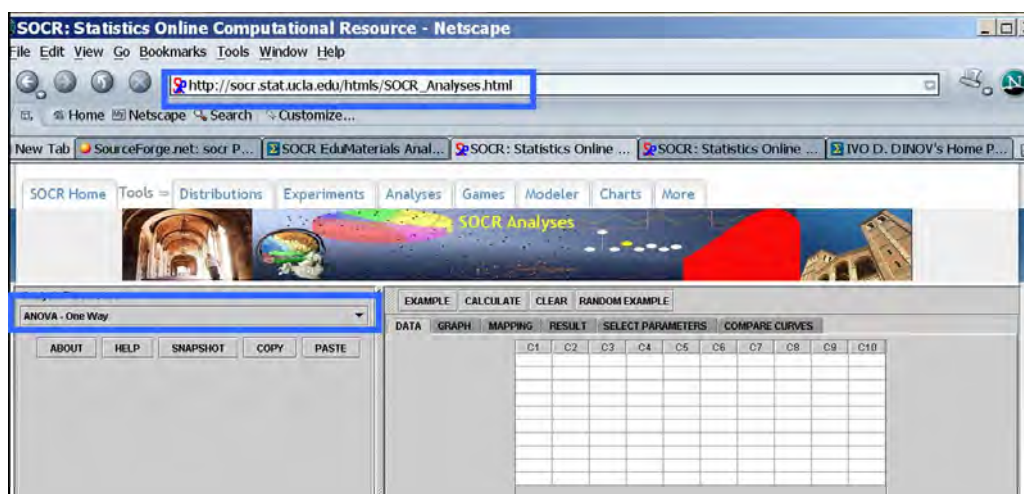 SOCR: Statistics Online Computational Resource - Netscape
File Edit View Go Bookmarks Tools Window Help
http://socr.stat.ucla.edu/htmls/SOCR_Analyses.html
Home Netscape Search Customize...
New Tab SourceForge.net: socr P... SOCR EduMaterials Anal... SOCR: Statistics Online ... SOCR: Statistics Online ... IVO D. DINOV's Home P...
SOCR Home Tools = Distributions Experiments Analyses Games Modeler Charts More
SOCR Analyses
EXAMPLE CALCULATE CLEAR RANDOM EXAMPLE
ANOVA - One Way
DATA GRAPH MAPPING RESULT SELECT PARAMETERS COMPARE CURVES
ABOUT HELP SNAPSHOT COPY PASTE
C1 C2 C3 C4 C5 C6 C7 C8 C9 C10